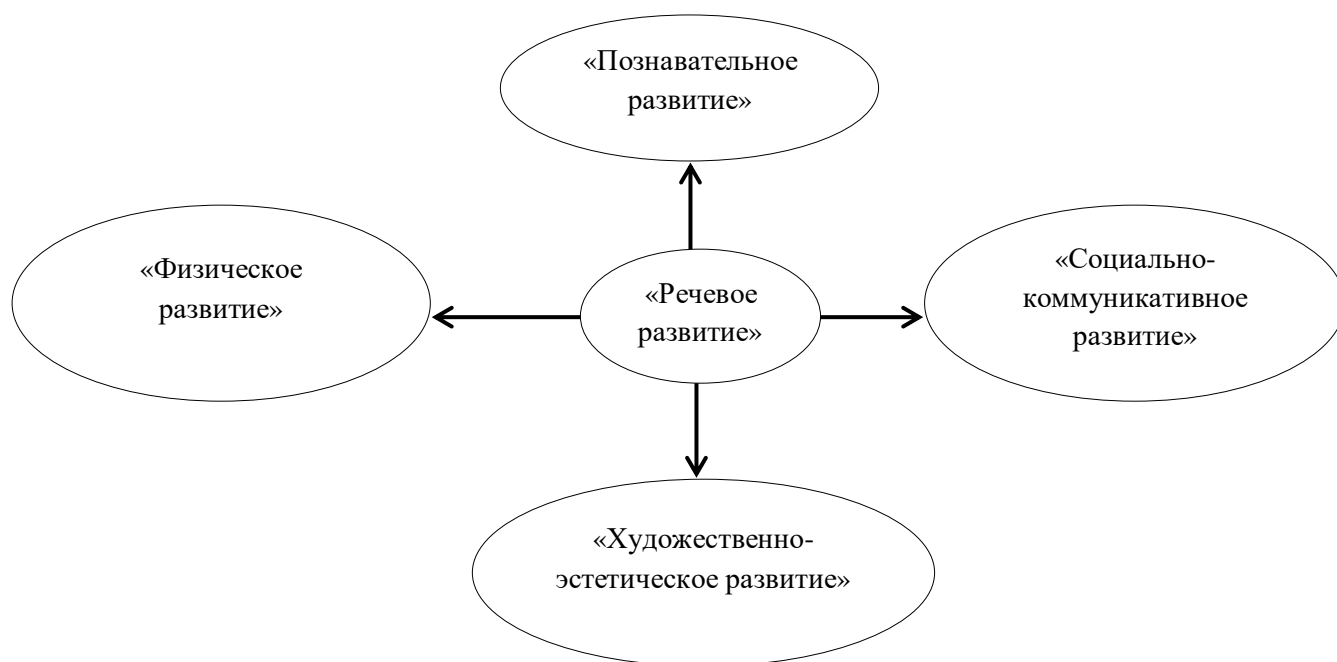 «Познавательное
развитие»
«Физическое
развитие»
«Речевое
развитие»
«Социально-
коммуникативное
развитие»
«Художественно-
эстетическое развитие»